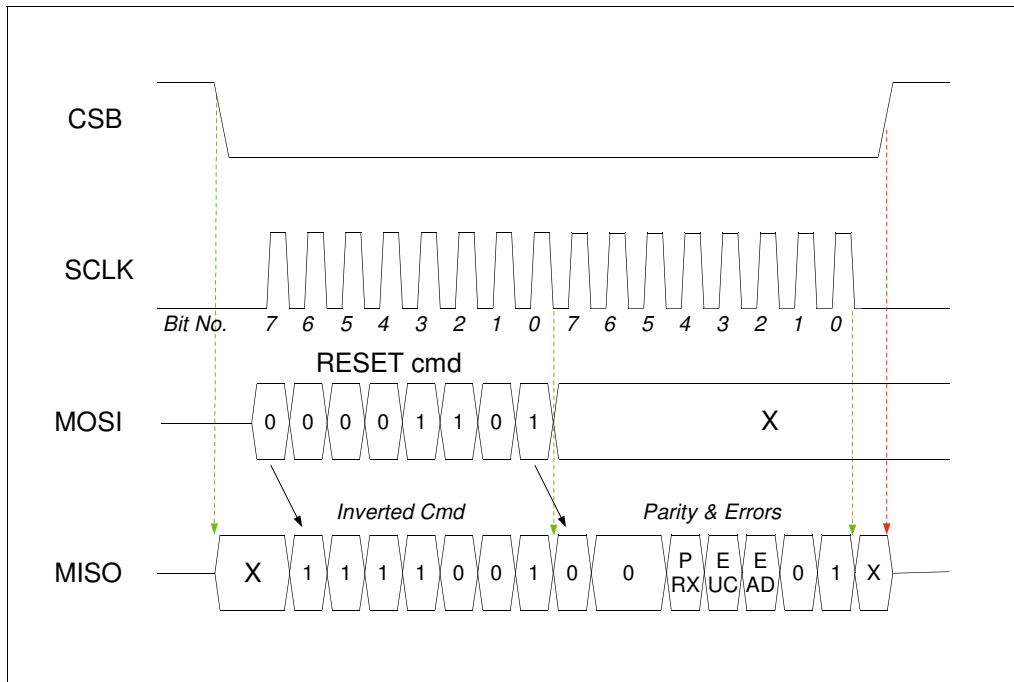 CSB
SCLK
Bit No. 7 6 5 4 3 2 1 0 7 6 5 4 3 2 1 0
RESET cmd
MOSI 0 0 0 0 1 1 0 1 X
Inverted Cmd Parity & Errors
MISO X 1 1 1 1 0 0 1 0 0 P RX E UC E AD 0 1 X